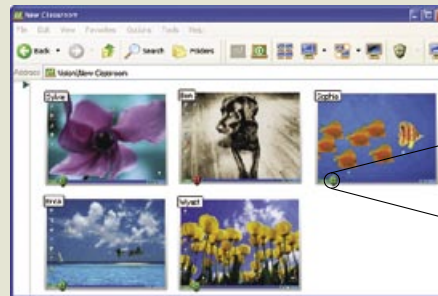 New Classroom
File Edit View Favorites Tools Help
Back Search Folders
Address Vision\New Classroom
Sylvie Ben Sophia
Erica Wyatt